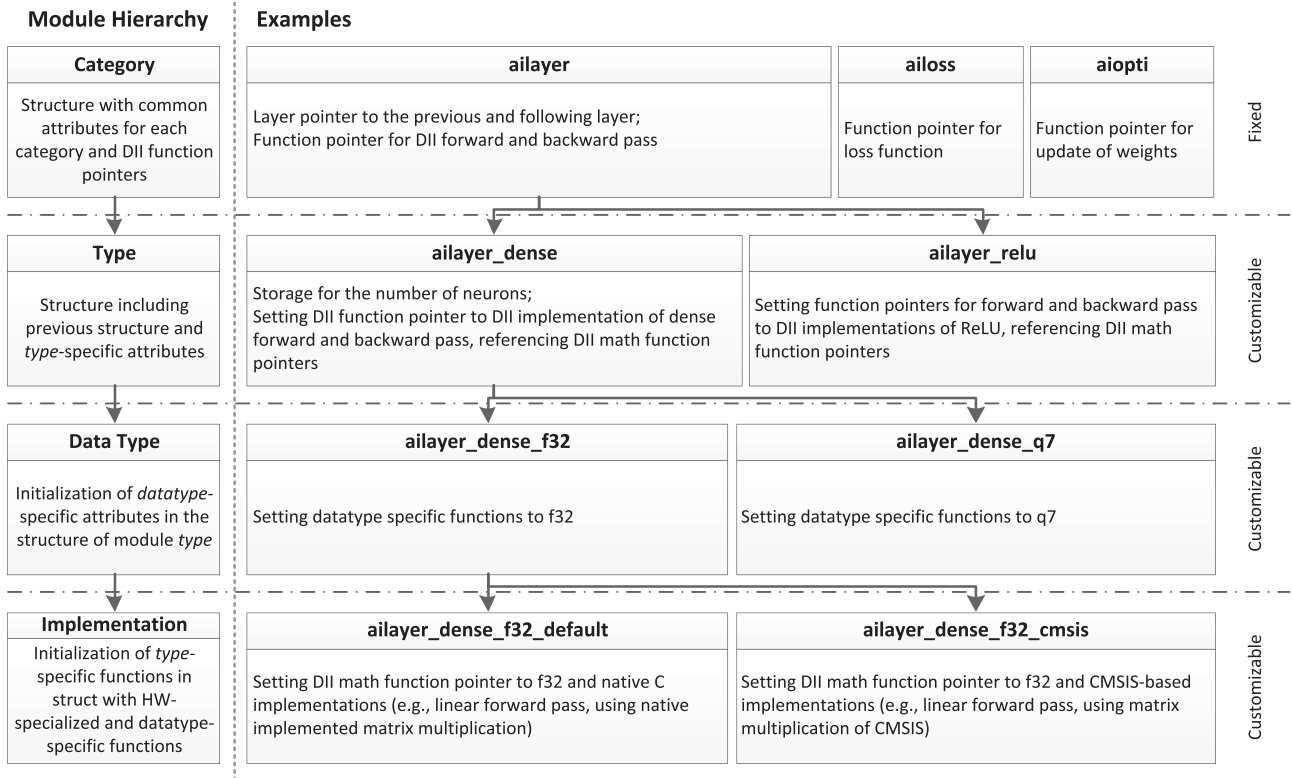 Module Hierarchy
Examples
Category
Structure with common
attributes for each
category and DII function
pointers
ailayer
Layer pointer to the previous and following layer;
Function pointer for DII forward and backward pass
ailoss
Function pointer for
loss function
aiopti
Function pointer for
update of weights
Fixed
Type
Structure including
previous structure and
type-specific attributes
ailayer_dense
Storage for the number of neurons;
Setting DII function pointer to DII implementation of dense
forward and backward pass, referencing DII math function
pointers
ailayer_relu
Setting function pointers for forward and backward pass
to DII implementations of ReLU, referencing DII math
function pointers
Customizable
Data Type
Initialization of datatype-
specific attributes in the
structure of module type
ailayer_dense_f32
Setting datatype specific functions to f32
ailayer_dense_q7
Setting datatype specific functions to q7
Customizable
Implementation
Initialization of type-
specific functions in
struct with HW-
specialized and datatype-
specific functions
ailayer_dense_f32_default
Setting DII math function pointer to f32 and native C
implementations (e.g., linear forward pass, using native
implemented matrix multiplication)
ailayer_dense_f32_cmsis
Setting DII math function pointer to f32 and CMSIS-based
implementations (e.g., linear forward pass, using matrix
multiplication of CMSIS)
Customizable